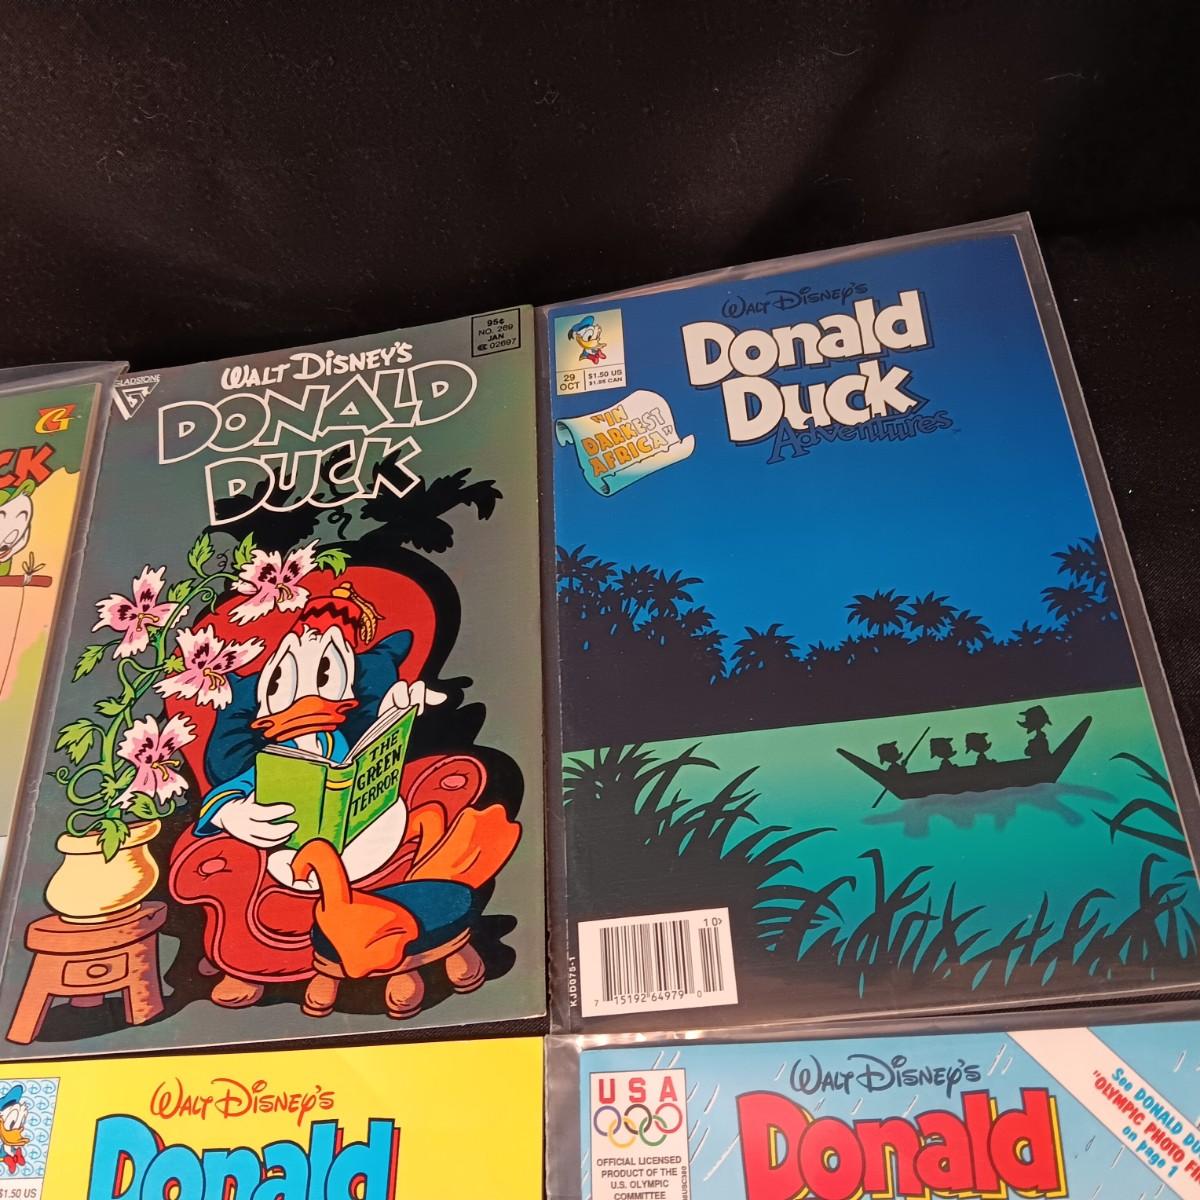 G
CK
GLADSTONE
G
WALT DISNEY'S
DONALD
DUCK
95¢
NO. 269
JAN
02697
THE
GREEN
TERROR
29
OCT
$1.50 US
$1.95 CAN
"IN
DARKEST
AFRICA"
WALT DISNEY'S
Donald
Duck
Adventures
KJD075-1
10>
7 15192 64979 0
$1.50 US
WALT DISNEY'S
Donald
USA
OFFICIAL LICENSED
PRODUCT OF THE
U.S. OLYMPIC
COMMITTEE
WALT DISNEY'S
Donald
See DONALD DU
"OLYMPIC PHOTO FI
on page 1